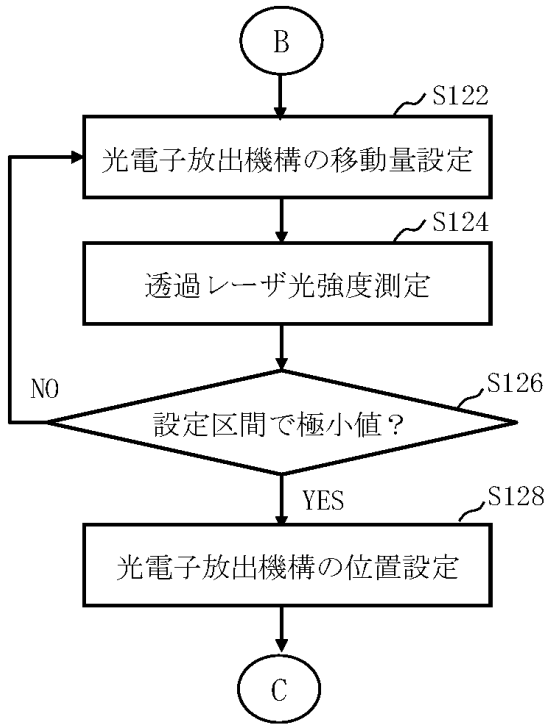 B
S122
光電子放出機構の移動量設定
S124
透過レーザ光強度測定
S126
NO
設定区間で極小値？
YES
S128
光電子放出機構の位置設定
C